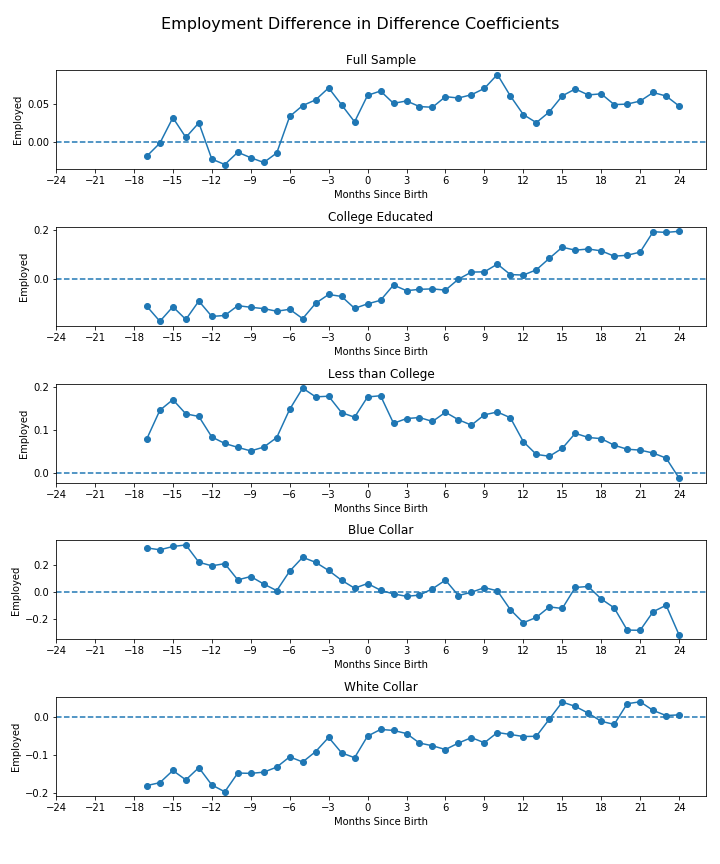 Employment Difference in Difference Coefficients
Full Sample
Employed
0.05
0.00
−24 −21 −18 −15 −12 −9 −6 −3 0 3 6 9 12 15 18 21 24
Months Since Birth
College Educated
Employed
0.2
0.0
−24 −21 −18 −15 −12 −9 −6 −3 0 3 6 9 12 15 18 21 24
Months Since Birth
Less than College
Employed
0.2
0.1
0.0
−24 −21 −18 −15 −12 −9 −6 −3 0 3 6 9 12 15 18 21 24
Months Since Birth
Blue Collar
Employed
0.2
0.0
−0.2
−24 −21 −18 −15 −12 −9 −6 −3 0 3 6 9 12 15 18 21 24
Months Since Birth
White Collar
Employed
0.0
−0.1
−0.2
−24 −21 −18 −15 −12 −9 −6 −3 0 3 6 9 12 15 18 21 24
Months Since Birth